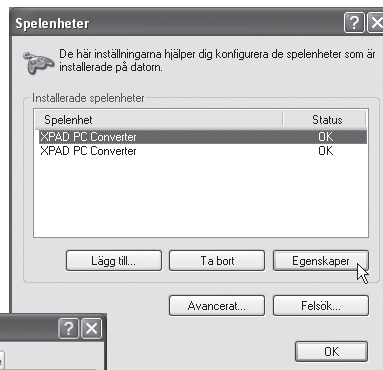 Spelenheter
De här inställningarna hjälper dig konfigurera de spelenheter som är
installerade på datorn.
Installerade spelenheter
Spelenhet Status
XPAD PC Converter OK
XPAD PC Converter OK
Lägg till... Ta bort Egenskaper
Avancerat... Felsök...
OK